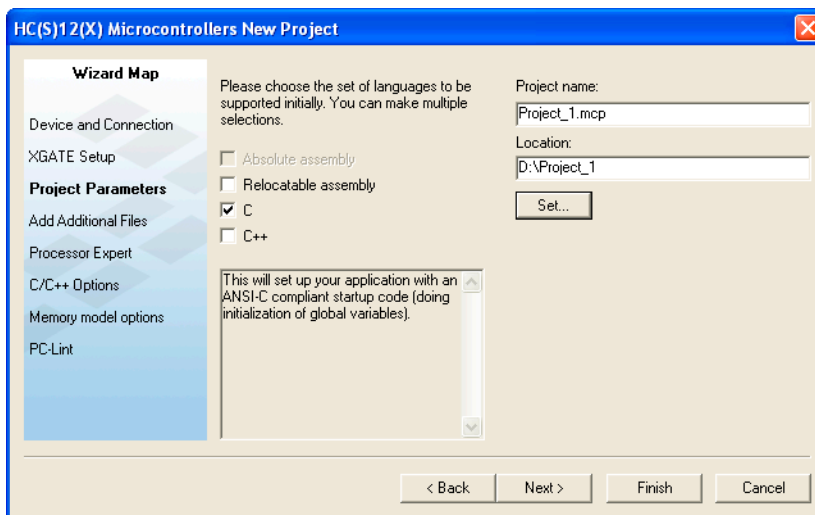 HC(S)12(X) Microcontrollers New Project
Wizard Map
Device and Connection
XGATE Setup
Project Parameters
Add Additional Files
Processor Expert
C/C++ Options
Memory model options
PC-Lint
Please choose the set of languages to be
supported initially. You can make multiple
selections.
Absolute assembly
Relocatable assembly
C
C++
This will set up your application with an
ANSI-C compliant startup code (doing
initialization of global variables).
Project name:
Project_1.mcp
Location:
D:\Project_1
Set...
< Back
Next >
Finish
Cancel